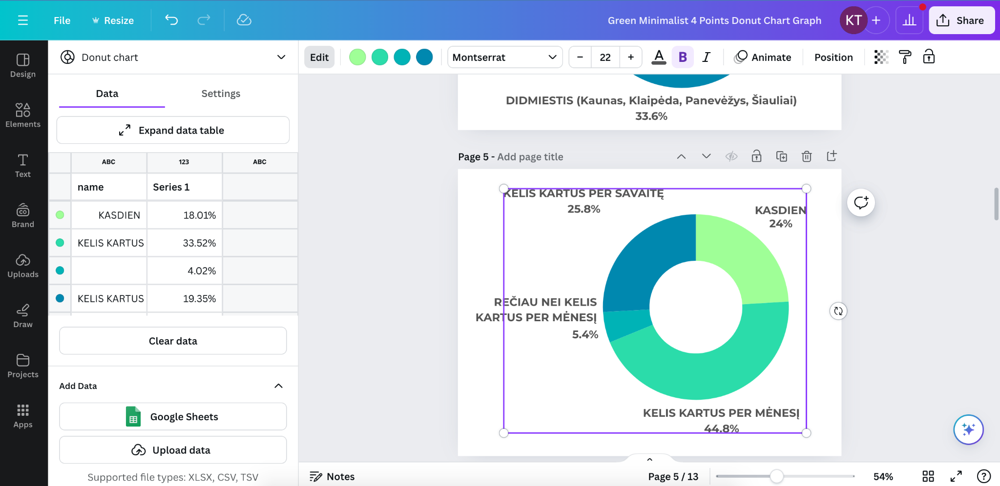 File
Resize
Green Minimalist 4 Points Donut Chart Graph
KT
+
Share
Design
Elements
Text
Brand
CO
Uploads
Draw
Projects
Apps
Donut chart
Data
Settings
Expand data table
ABC
123
ABC
name
Series 1
KASDIEN
18.01%
KELIS KARTUS
33.52%
4.02%
KELIS KARTUS
19.35%
Clear data
Add Data
Google Sheets
Upload data
Supported file types: XLSX, CSV, TSV
Edit
Montserrat
–
22
+
A
B
I
Animate
Position
DIDMIESTIS (Kaunas, Klaipėda, Panevėžys, Šiauliai)
33.6%
Page 5 - Add page title
KELIS KARTUS PER SAVAITĘ
25.8%
KASDIEN
24%
REČIAU NEI KELIS
KARTUS PER MĖNESĮ
5.4%
KELIS KARTUS PER MĖNESĮ
44.8%
Notes
Page 5 / 13
54%
?